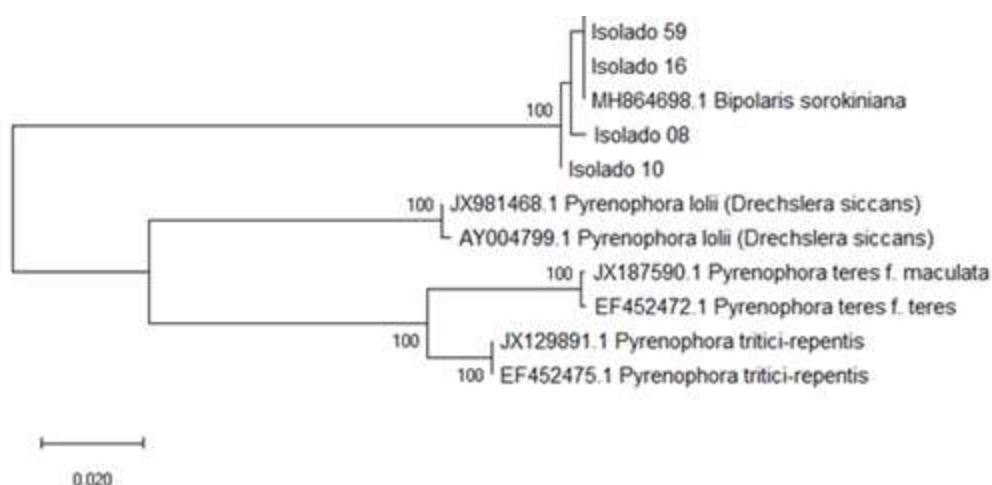 Isolado 59
Isolado 16
MH864698.1 Bipolaris sorokiniana
100
Isolado 08
Isolado 10
100
JX981468.1 Pyrenophora lolii (Drechslera siccans)
AY004799.1 Pyrenophora lolii (Drechslera siccans)
100
JX187590.1 Pyrenophora teres f. maculata
EF452472.1 Pyrenophora teres f. teres
100
JX129891.1 Pyrenophora tritici-repentis
100
EF452475.1 Pyrenophora tritici-repentis
0.020